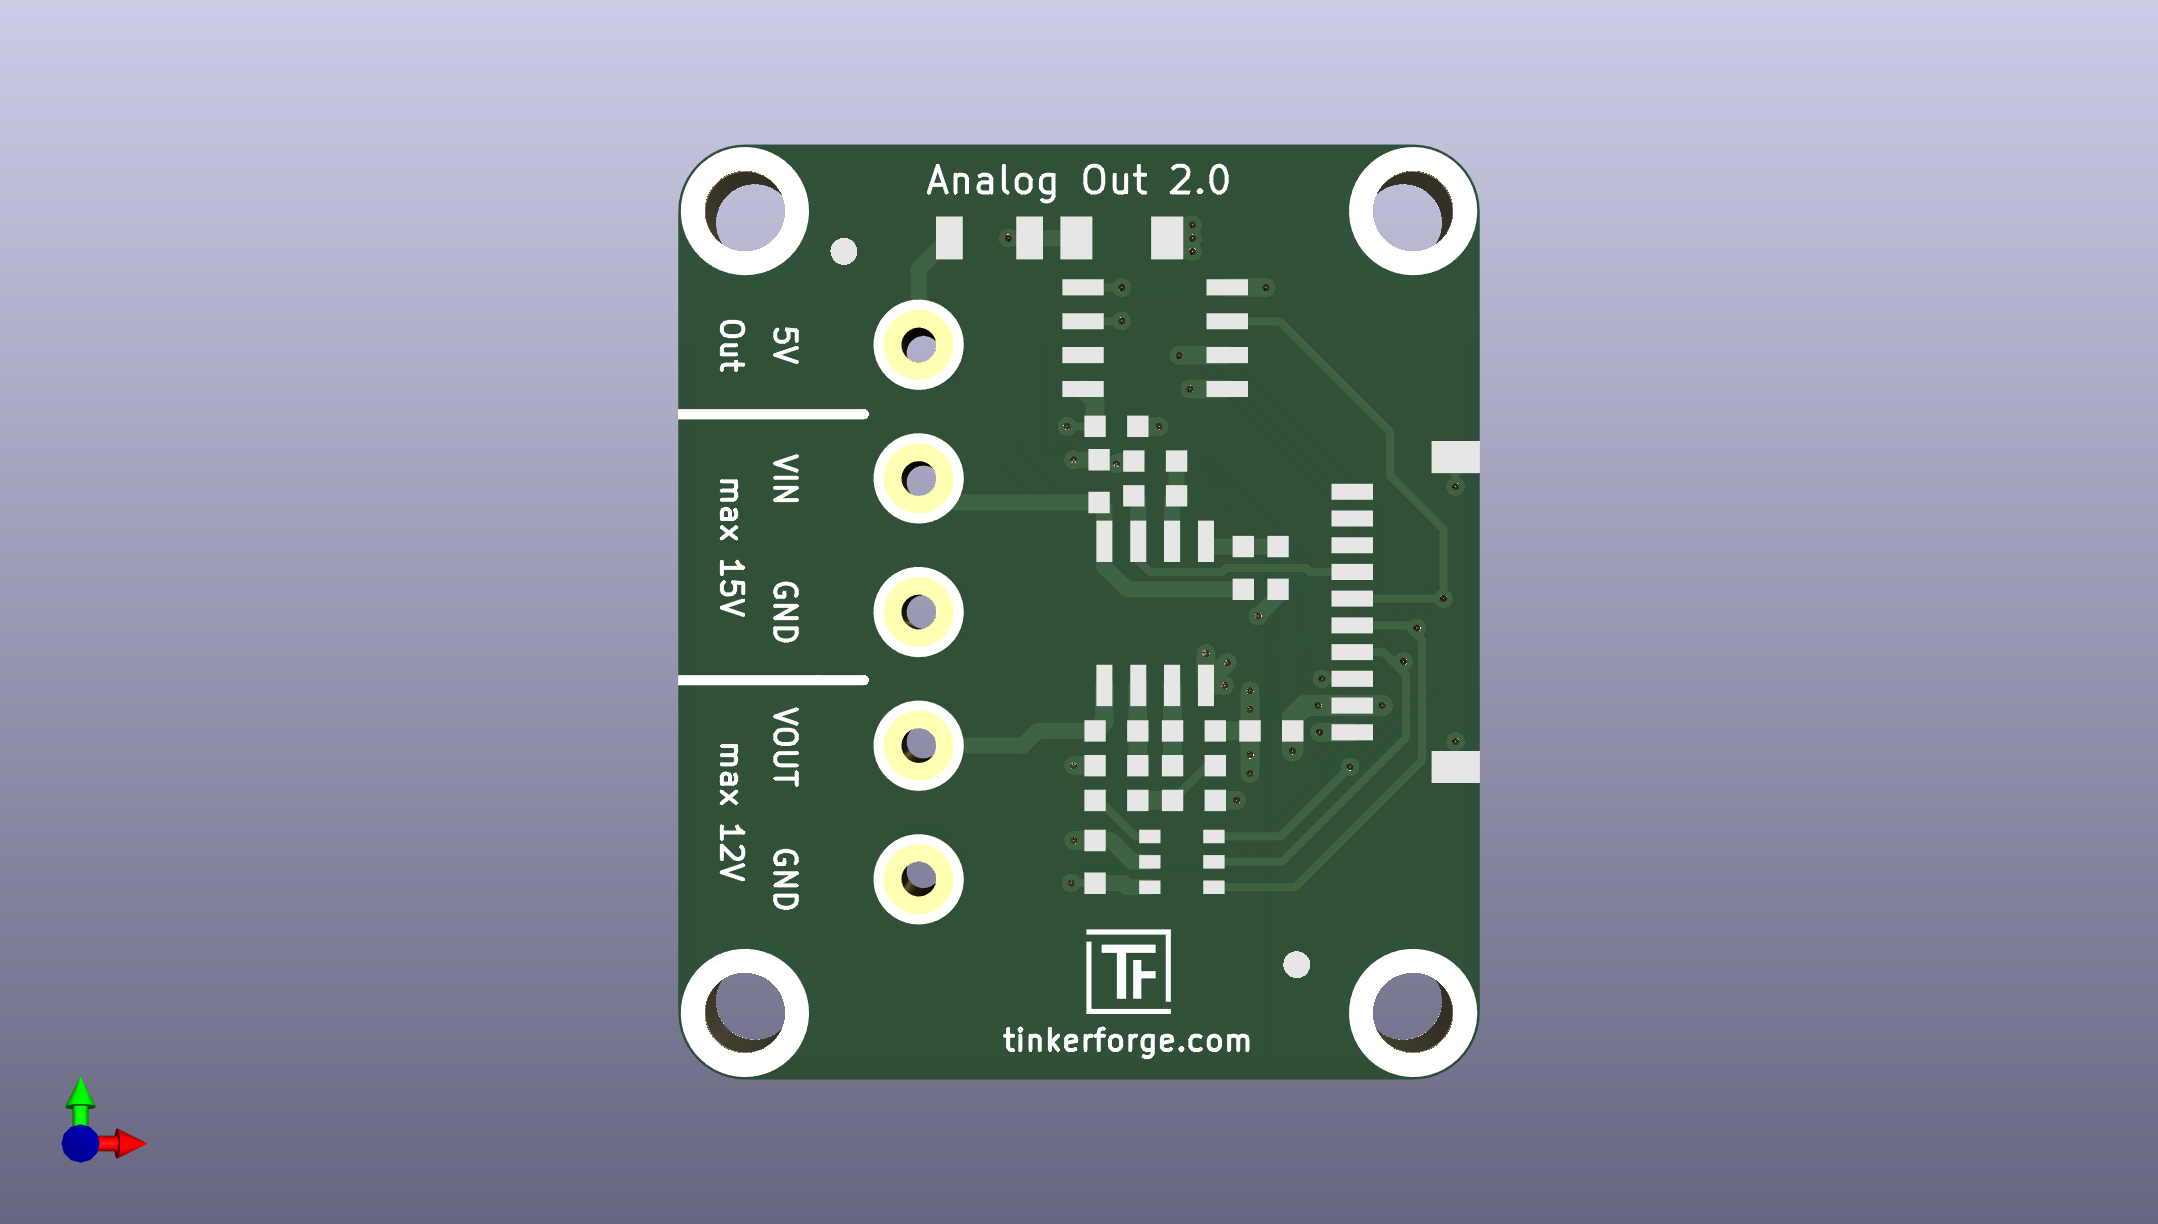 Analog Out 2.0
5V
Out
VIN
GND
max 15V
VOUT
GND
max 12V
TF
tinkerforge.com